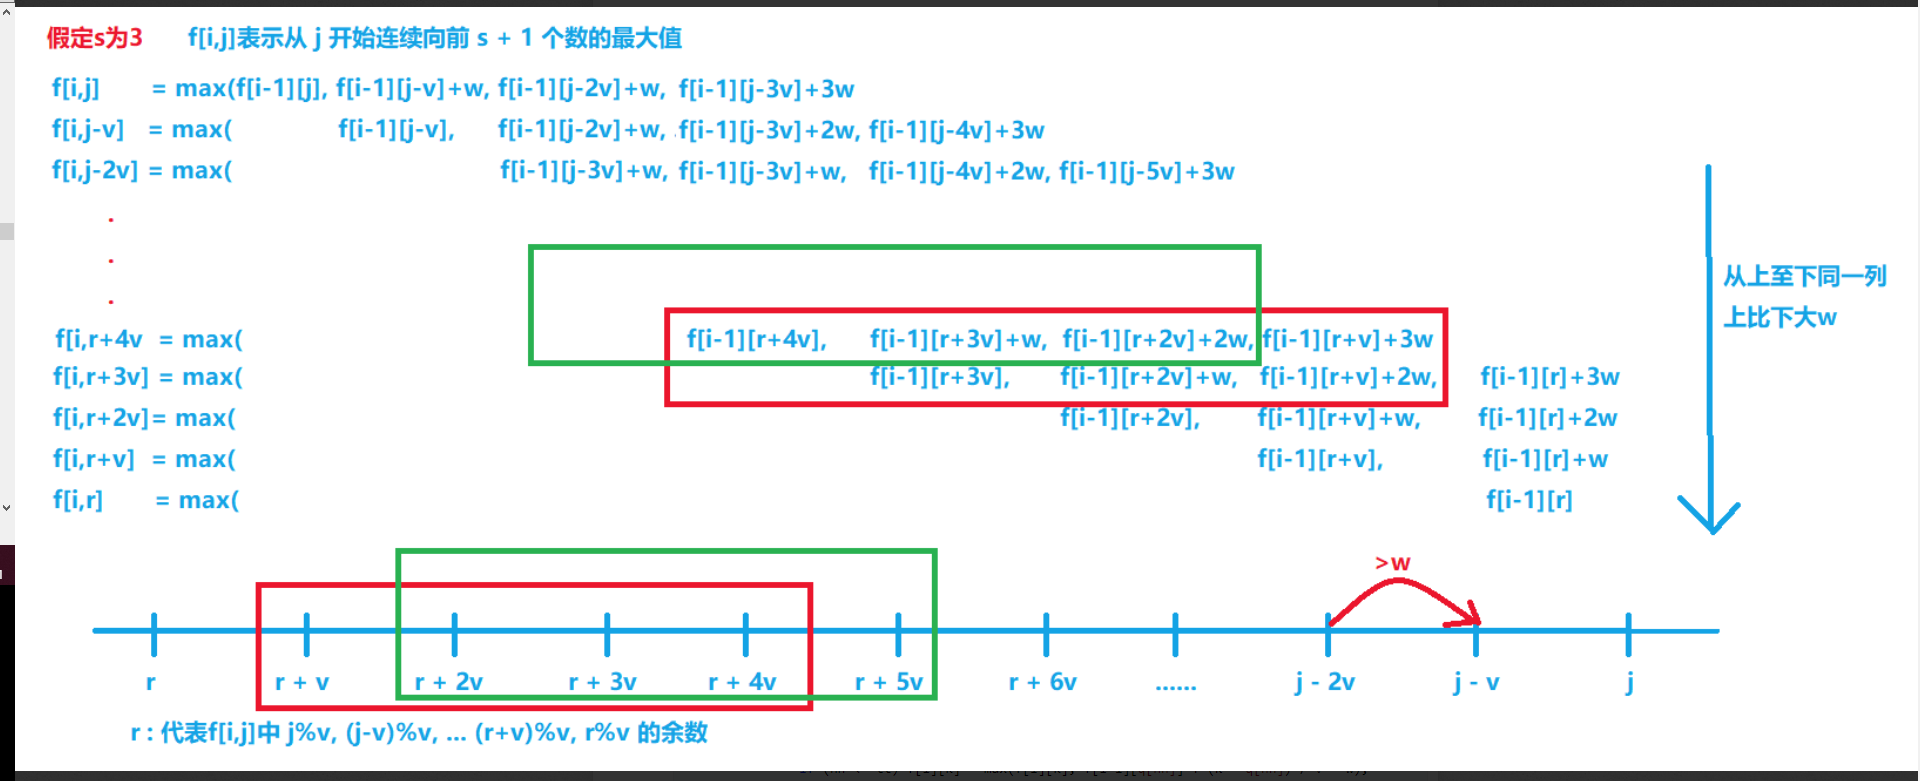 假定s为3 f[i,j]表示从 j 开始连续向前 s + 1 个数的最大值
f[i,j] = max(f[i-1][j], f[i-1][j-v]+w, f[i-1][j-2v]+w, f[i-1][j-3v]+3w
f[i,j-v] = max( f[i-1][j-v], f[i-1][j-2v]+w, f[i-1][j-3v]+2w, f[i-1][j-4v]+3w
f[i,j-2v] = max( f[i-1][j-3v]+w, f[i-1][j-3v]+w, f[i-1][j-4v]+2w, f[i-1][j-5v]+3w
.
.
.
从上至下同一列
上比下大w
f[i,r+4v = max( f[i-1][r+4v], f[i-1][r+3v]+w, f[i-1][r+2v]+2w, f[i-1][r+v]+3w
f[i,r+3v] = max( f[i-1][r+3v], f[i-1][r+2v]+w, f[i-1][r+v]+2w, f[i-1][r]+3w
f[i,r+2v]= max( f[i-1][r+2v], f[i-1][r+v]+w, f[i-1][r]+2w
f[i,r+v] = max( f[i-1][r+v], f[i-1][r]+w
f[i,r] = max( f[i-1][r]
>w
r r + v r + 2v r + 3v r + 4v r + 5v r + 6v ...... j - 2v j - v j
r : 代表f[i,j]中 j%v, (j-v)%v, ... (r+v)%v, r%v 的余数